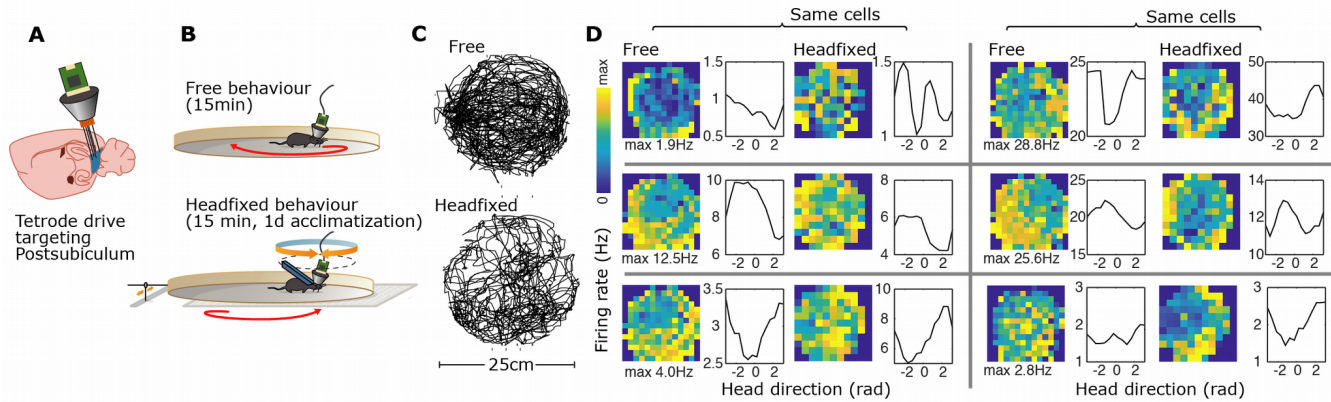 A
Tetrode drive
targeting
Postsubiculum
B
Free behaviour
(15min)
Headfixed behaviour
(15 min, 1d acclimatization)
C
Free
Headfixed
25cm
D
Same cells
Same cells
Free
Headfixed
Free
Headfixed
0
max
Firing rate (Hz)
max 1.9Hz
1.5
1
0.5
-2 0 2
1.5
1
-2 0 2
max 28.8Hz
25
20
-2 0 2
50
40
30
-2 0 2
max 12.5Hz
10
8
6
-2 0 2
8
6
4
-2 0 2
max 25.6Hz
25
20
15
-2 0 2
14
12
10
-2 0 2
max 4.0Hz
3.5
3
2.5
-2 0 2
10
8
6
-2 0 2
max 2.8Hz
3
2
1
-2 0 2
3
2
1
-2 0 2
Head direction (rad)
Head direction (rad)